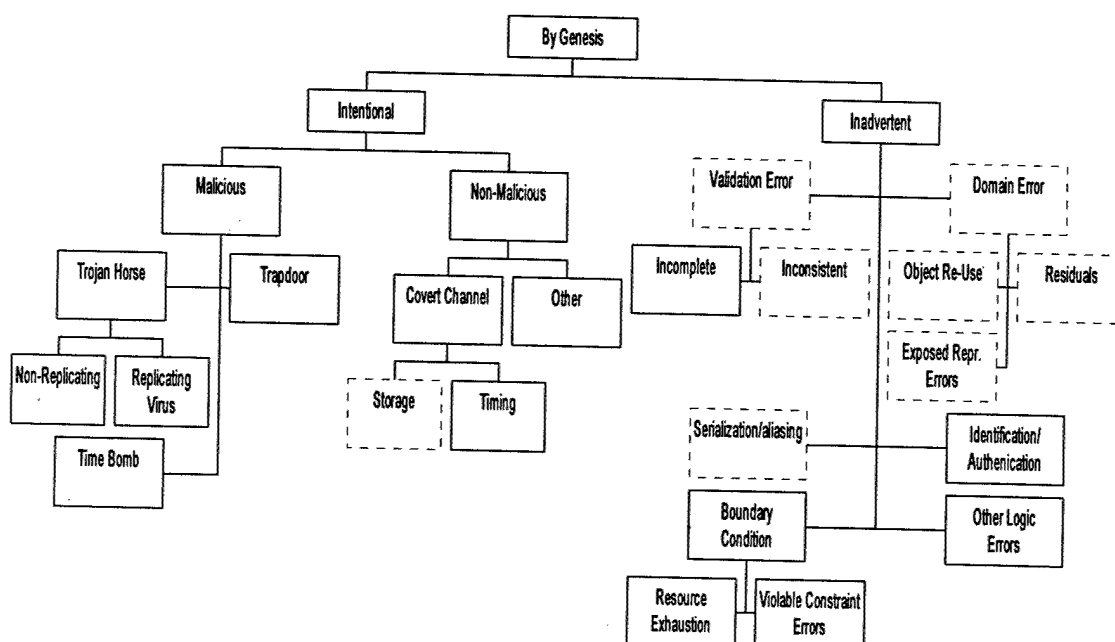 By Genesis
Intentional
Inadvertent
Malicious
Non-Malicious
Validation Error
Domain Error
Trojan Horse
Trapdoor
Covert Channel
Other
Incomplete
Inconsistent
Object Re-Use
Residuals
Non-Replicating
Replicating
Virus
Storage
Timing
Exposed Repr.
Errors
Time Bomb
Serialization/aliasing
Identification/
Authenication
Boundary
Condition
Other Logic
Errors
Resource
Exhaustion
Violable Constraint
Errors